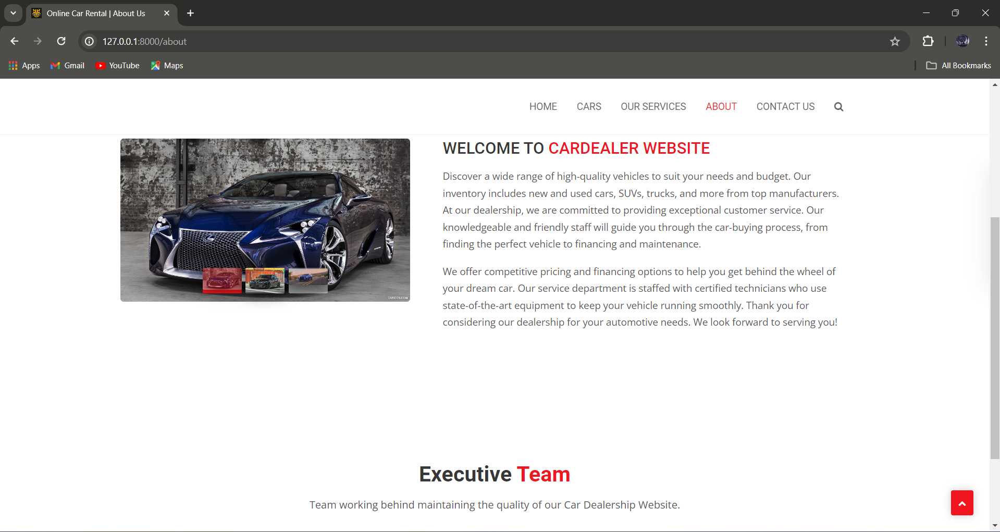 Online Car Rental | About Us
127.0.0.1:8000/about
Apps Gmail YouTube Maps All Bookmarks
HOME CARS OUR SERVICES ABOUT CONTACT US
WELCOME TO CARDEALER WEBSITE
Discover a wide range of high-quality vehicles to suit your needs and budget. Our
inventory includes new and used cars, SUVs, trucks, and more from top manufacturers.
At our dealership, we are committed to providing exceptional customer service. Our
knowledgeable and friendly staff will guide you through the car-buying process, from
finding the perfect vehicle to financing and maintenance.
We offer competitive pricing and financing options to help you get behind the wheel of
your dream car. Our service department is staffed with certified technicians who use
state-of-the-art equipment to keep your vehicle running smoothly. Thank you for
considering our dealership for your automotive needs. We look forward to serving you!
CARICOS.COM
Executive Team
Team working behind maintaining the quality of our Car Dealership Website.